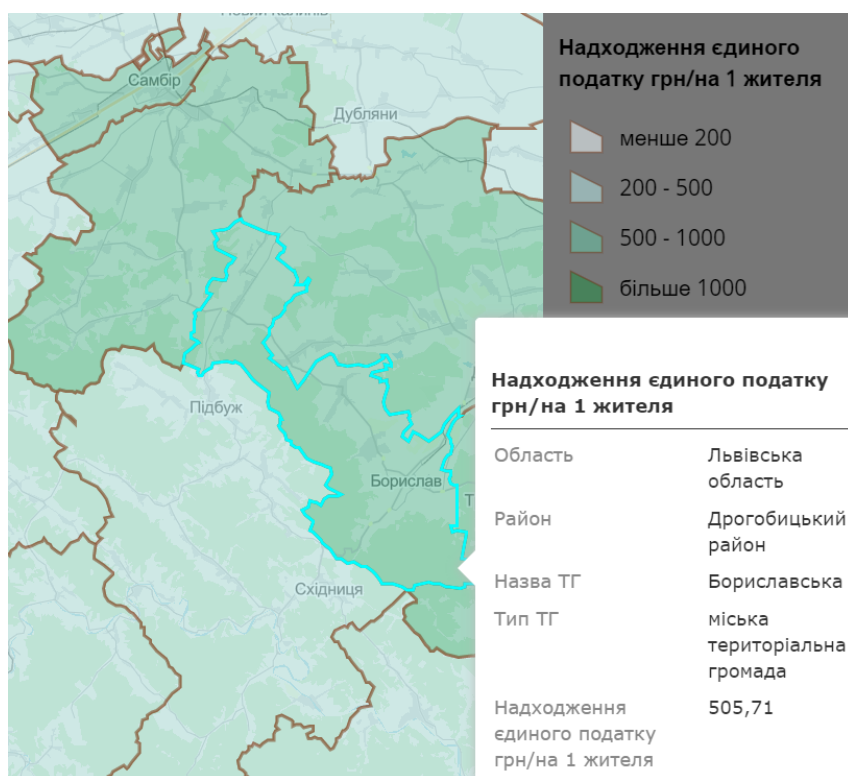 Новий Калинів
Самбір
Дубляни
Підбуж
Борислав
Східниця
Надходження єдиного
податку грн/на 1 жителя
менше 200
200 - 500
500 - 1000
більше 1000
Надходження єдиного податку
грн/на 1 жителя
Область Львівська
область
Район Дрогобицький
район
Назва ТГ Бориславська
Тип ТГ міська
територіальна
громада
Надходження 505,71
єдиного податку
грн/на 1 жителя